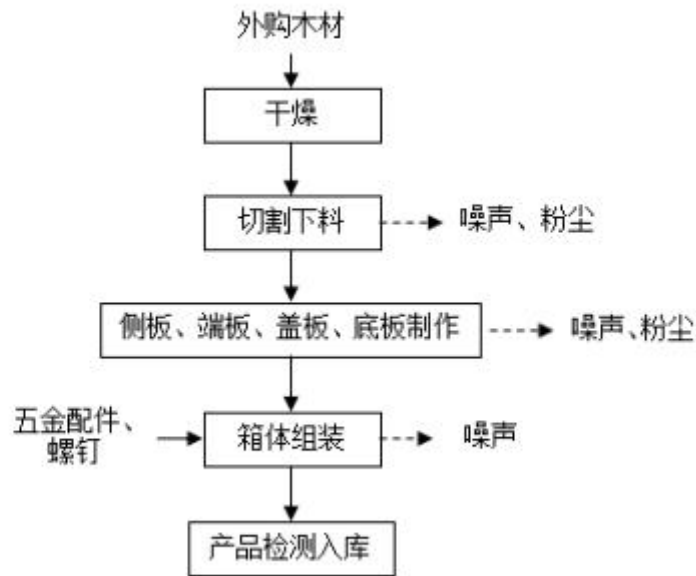 外购木材
干燥
切割下料
噪声、粉尘
侧板、端板、盖板、底板制作
噪声、粉尘
五金配件、
螺钉
箱体组装
噪声
产品检测入库